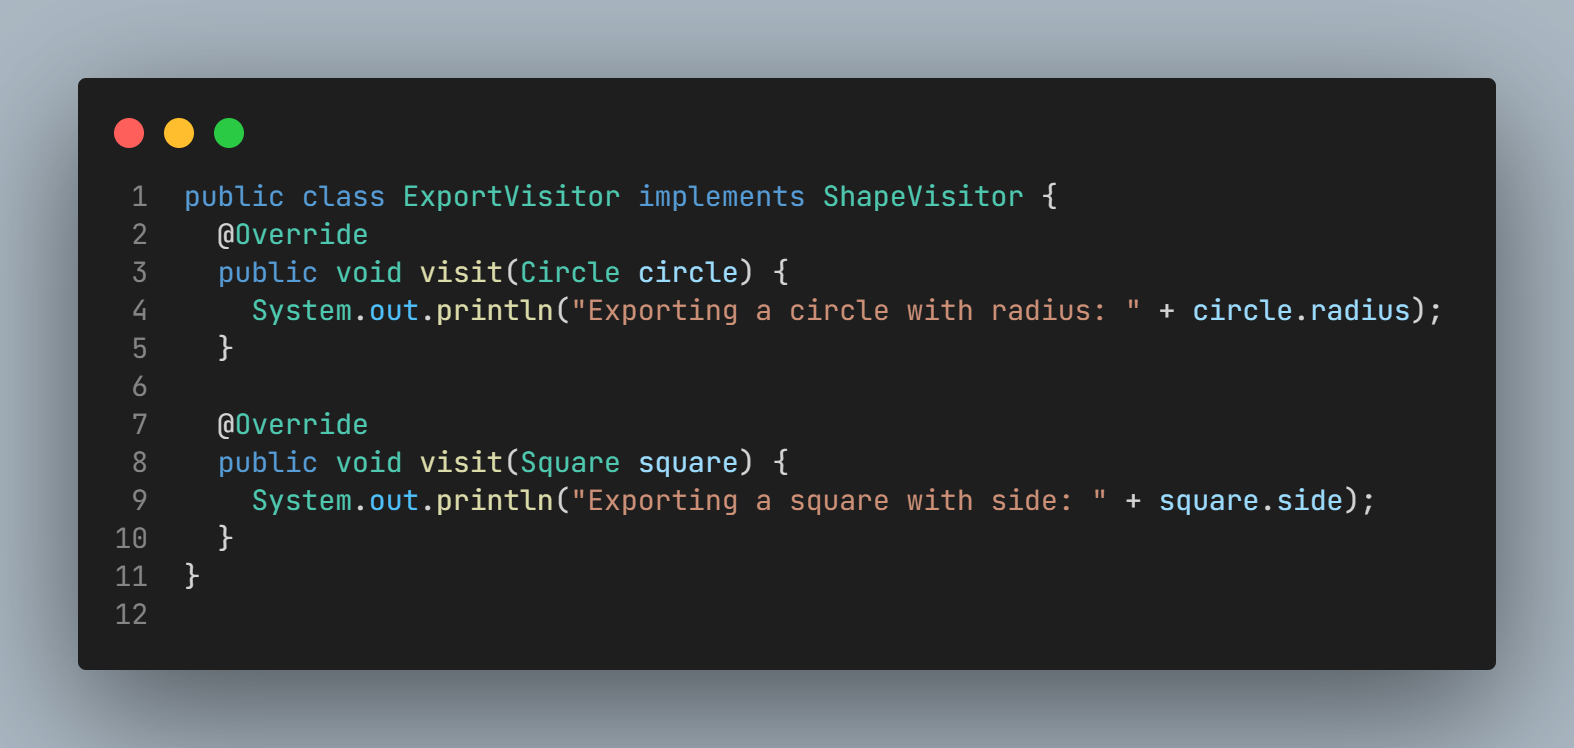 1 public class ExportVisitor implements ShapeVisitor {
2   @Override
3   public void visit(Circle circle) {
4     System.out.println("Exporting a circle with radius: " + circle.radius);
5   }
6
7   @Override
8   public void visit(Square square) {
9     System.out.println("Exporting a square with side: " + square.side);
10   }
11 }
12